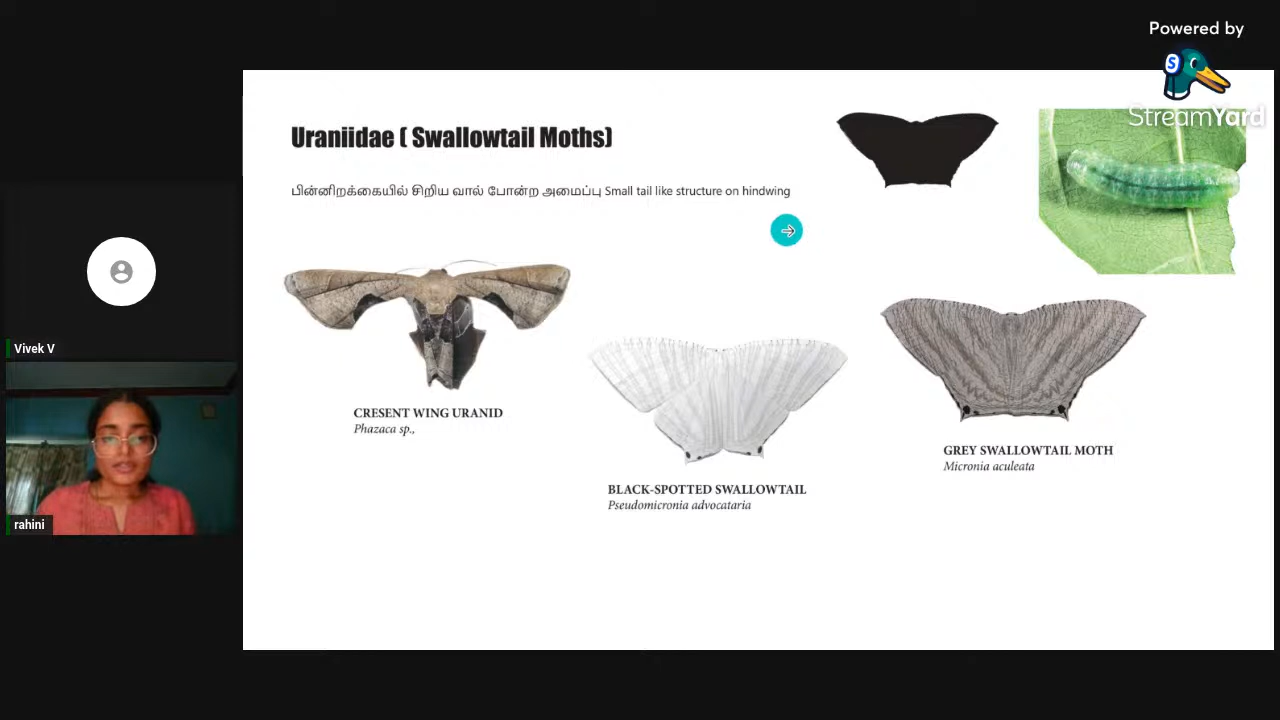 Powered by
StreamYard
Uraniidae ( Swallowtail Moths)
பின்னிறக்கையில் சிறிய வால் போன்ற அமைப்பு Small tail like structure on hindwing
CRESENT WING URANID
Phazaca sp.,
BLACK-SPOTTED SWALLOWTAIL
Pseudomicronia advocataria
GREY SWALLOWTAIL MOTH
Micronia aculeata
Vivek V
rahini